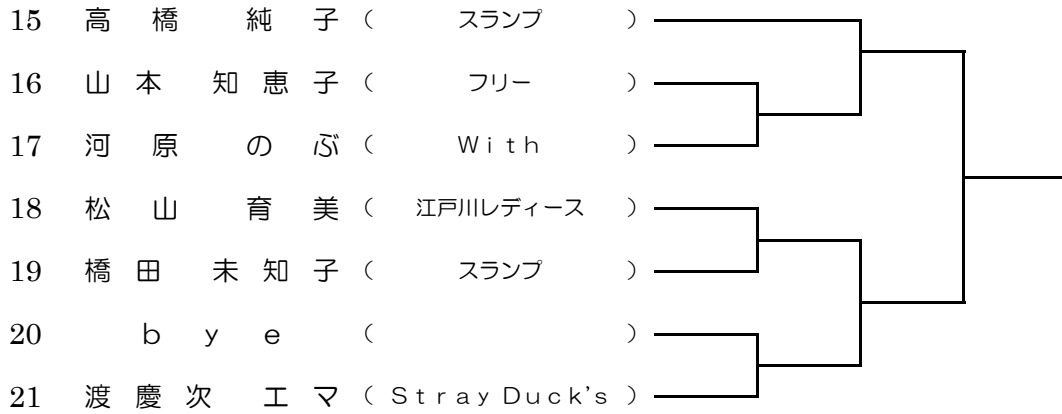 15 高橋 純子（ スランプ ）
16 山本 知恵子（ フリー ）
17 河原 のぶ（ With ）
18 松山 育美（ 江戸川レディース ）
19 橋田 未知子（ スランプ ）
20 bye（ ）
21 渡慶次 エマ（ Stray Duck's ）